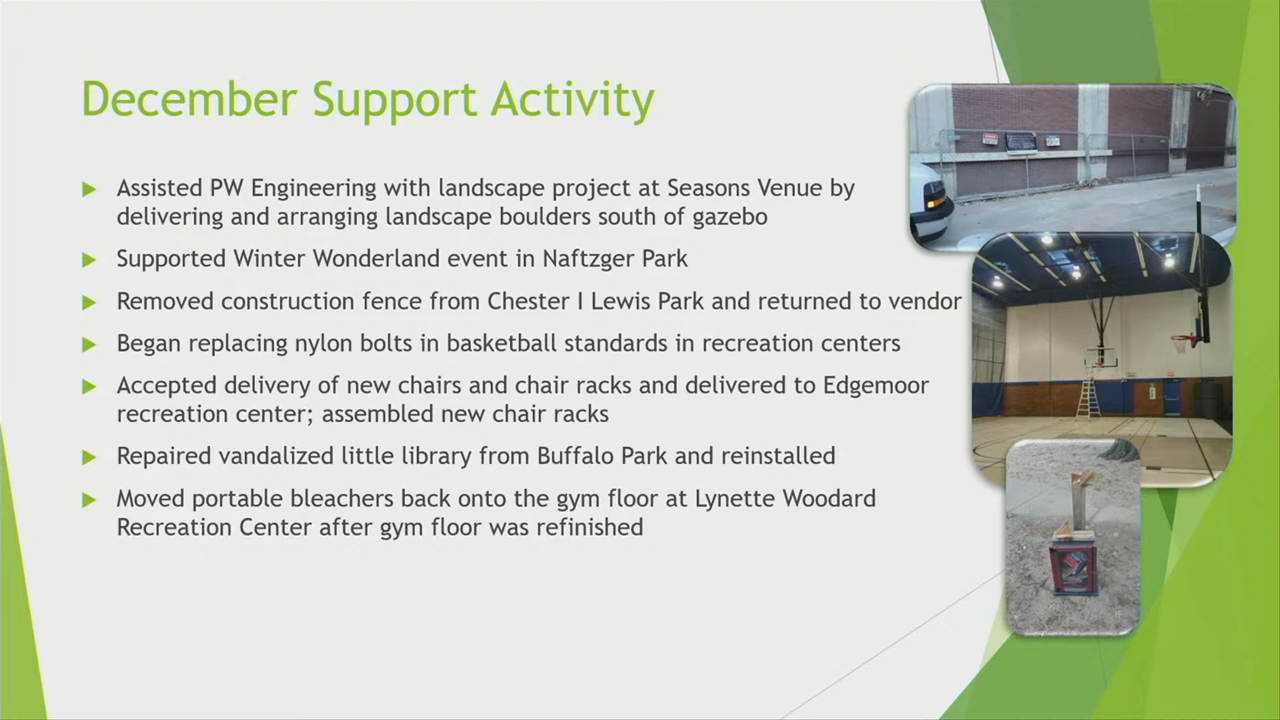 December Support Activity
Assisted PW Engineering with landscape project at Seasons Venue by
delivering and arranging landscape boulders south of gazebo
Supported Winter Wonderland event in Naftzger Park
Removed construction fence from Chester I Lewis Park and returned to vendor
Began replacing nylon bolts in basketball standards in recreation centers
Accepted delivery of new chairs and chair racks and delivered to Edgemoor
recreation center; assembled new chair racks
Repaired vandalized little library from Buffalo Park and reinstalled
Moved portable bleachers back onto the gym floor at Lynette Woodard
Recreation Center after gym floor was refinished